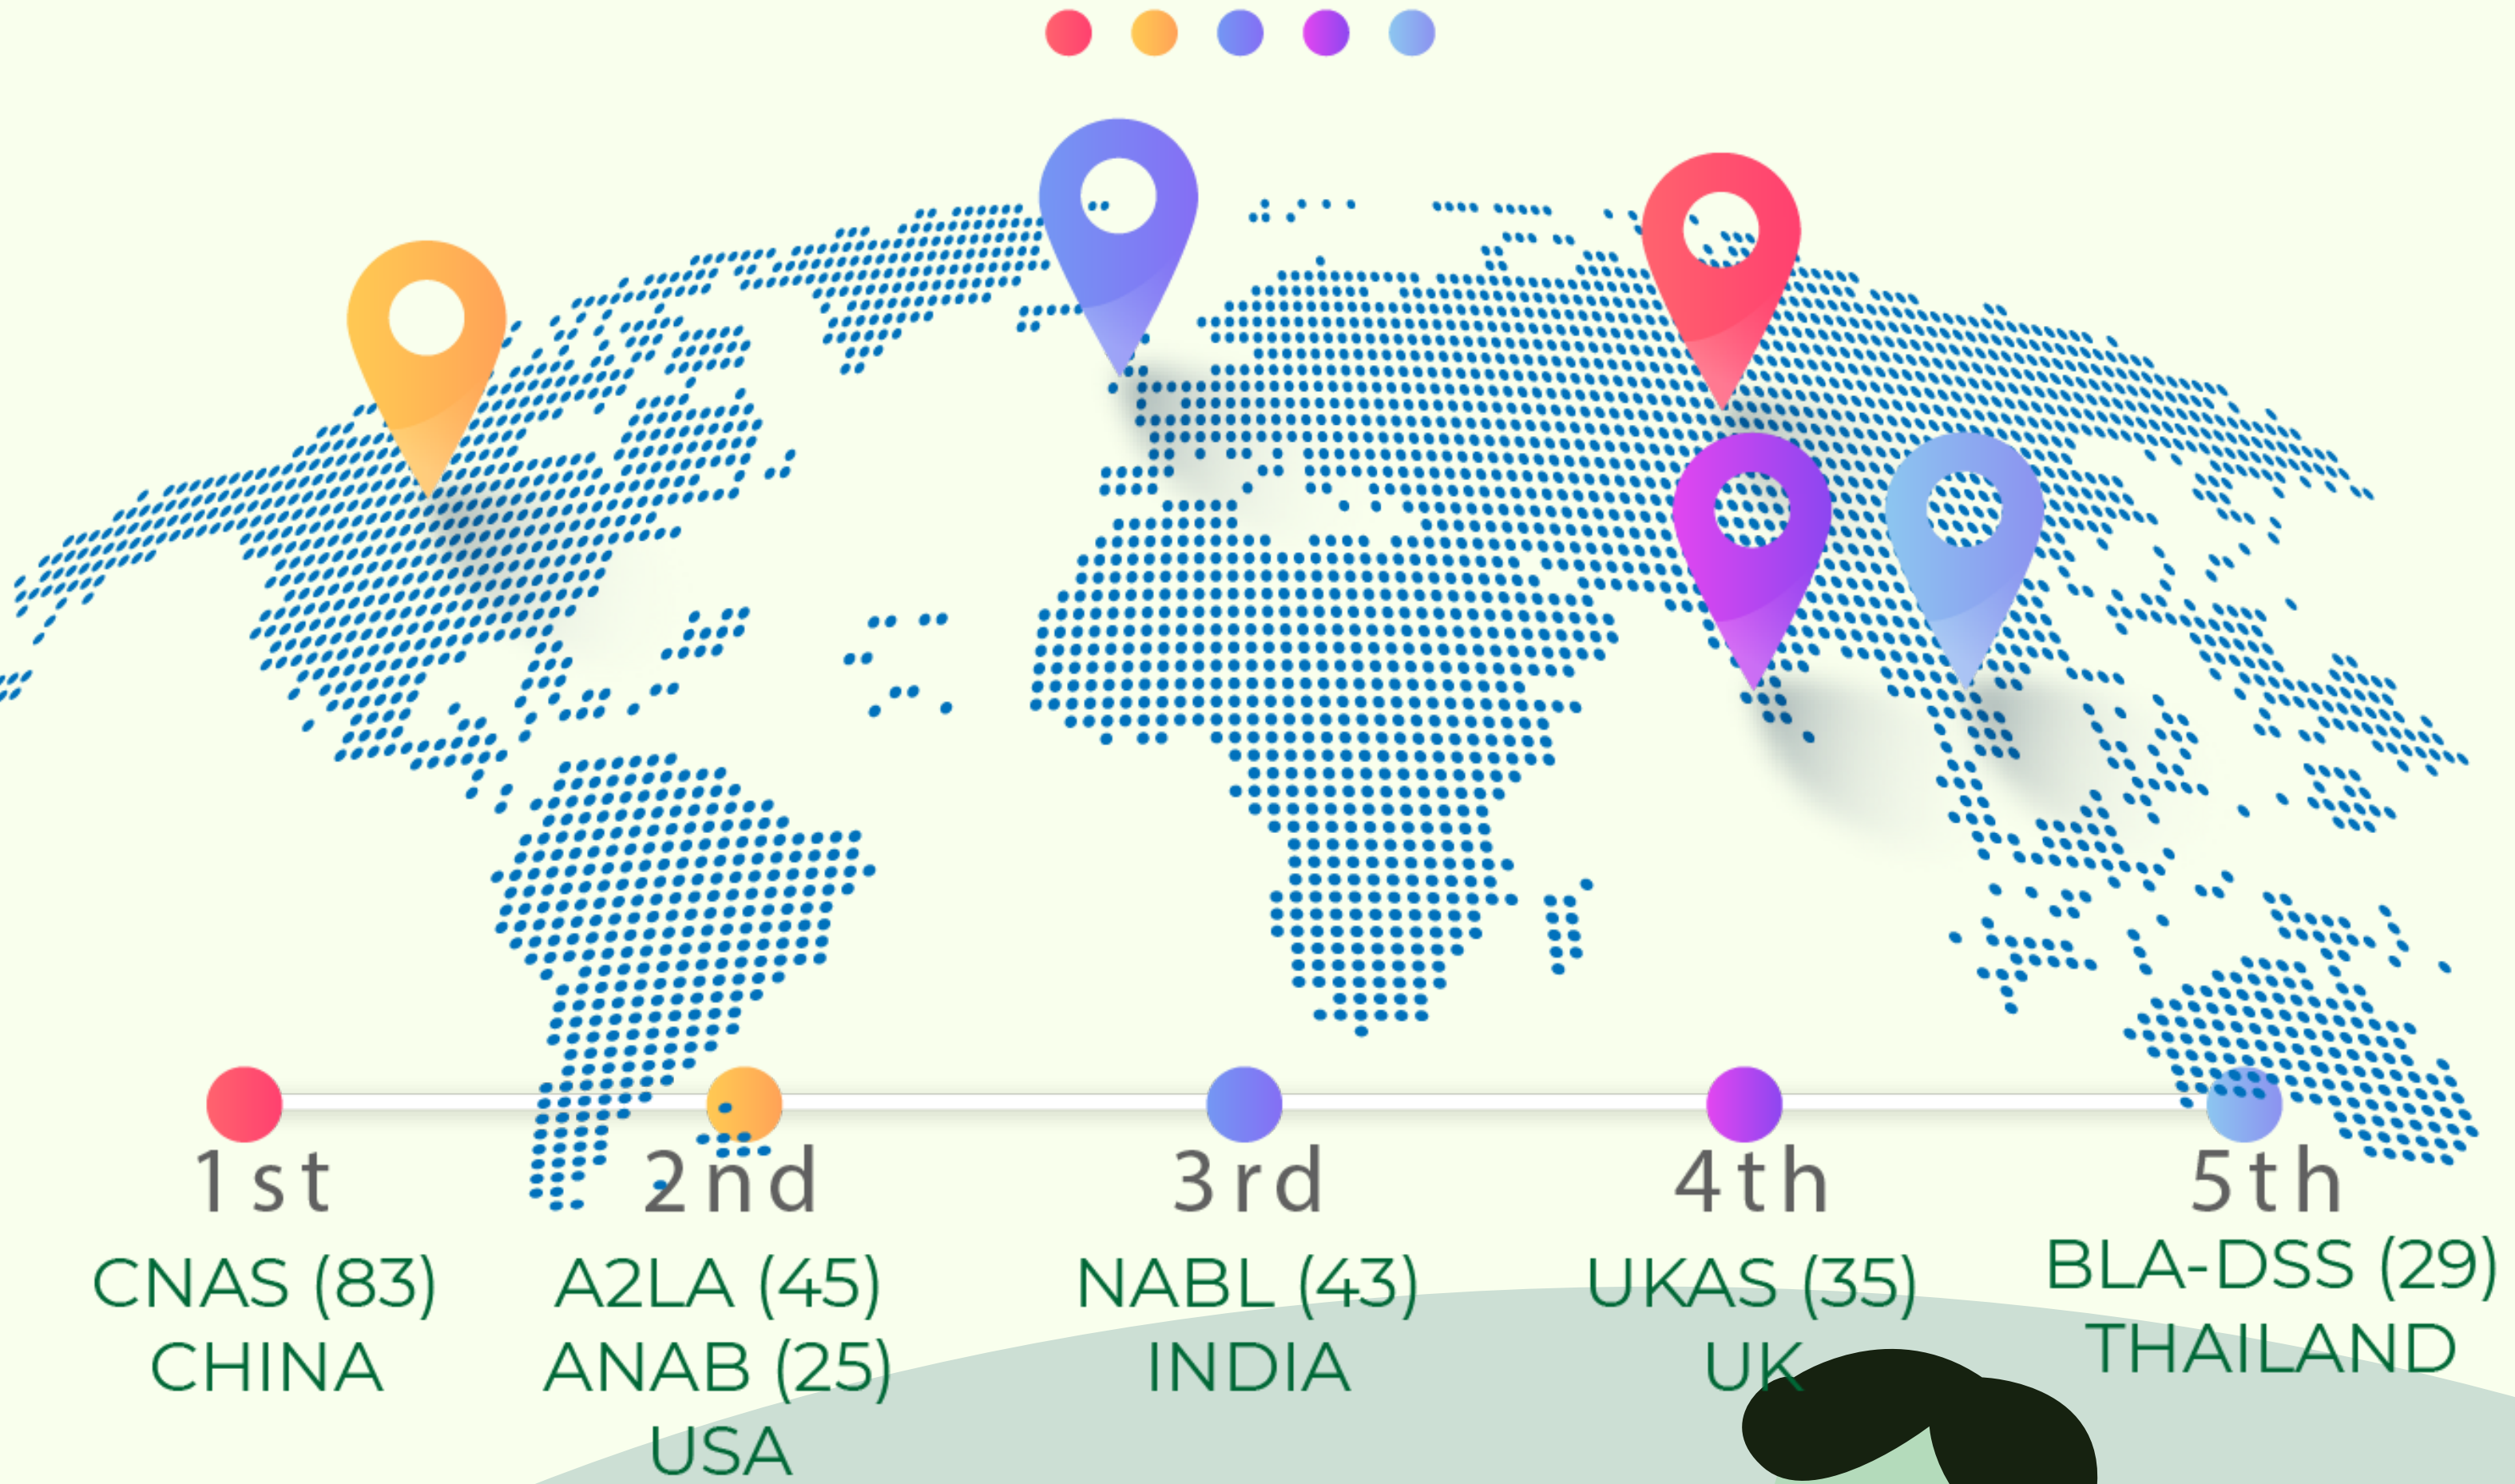 1st
CNAS (83)
CHINA
2nd
A2LA (45)
ANAB (25)
USA
3rd
NABL (43)
INDIA
4th
UKAS (35)
UK
5th
BLA-DSS (29)
THAILAND